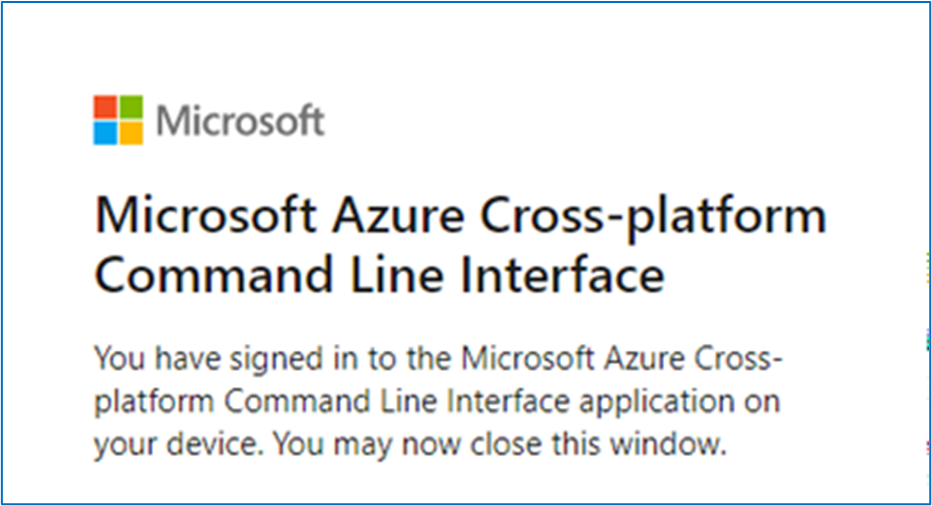 Microsoft
Microsoft Azure Cross-platform
Command Line Interface
You have signed in to the Microsoft Azure Cross-
platform Command Line Interface application on
your device. You may now close this window.